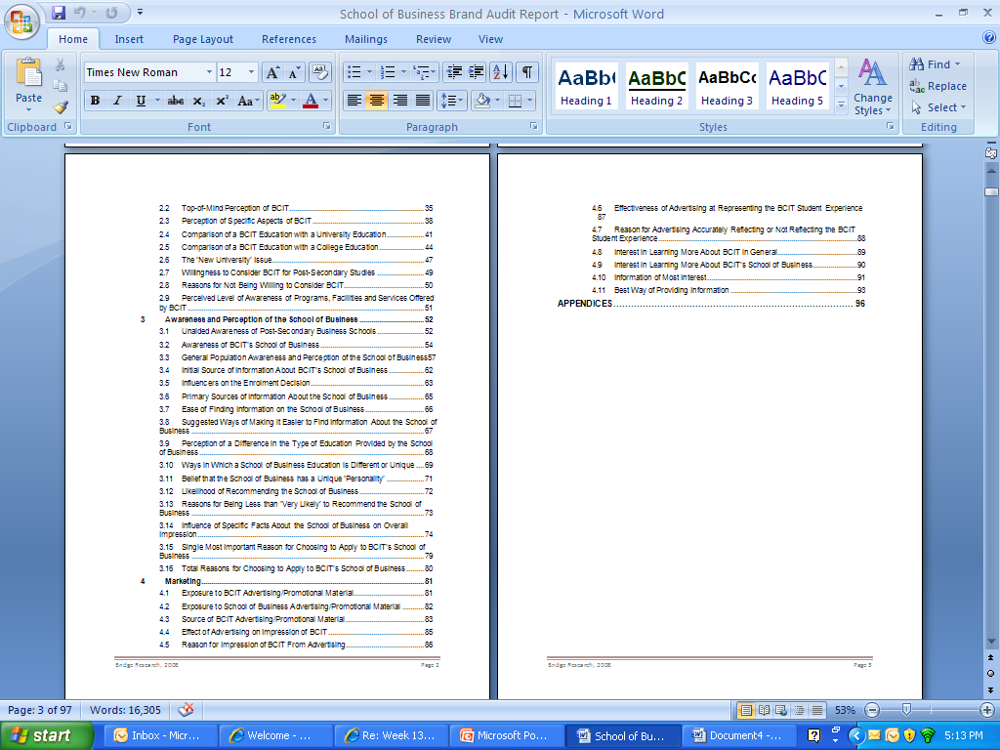 School of Business Brand Audit Report - Microsoft Word
Home Insert Page Layout References Mailings Review View
Times New Roman 12
Paste
B I U abc X₂ X² Aa
AaBbC AaBbC AaBbCc AaBbC
Heading 1 Heading 2 Heading 3 Heading 5
Change Styles
Find
Replace
Select
Clipboard Font Paragraph Styles Editing
2.2 Top-of-Mind Perception of BCIT 35
2.3 Perception of Specific Aspects of BCIT 38
2.4 Comparison of a BCIT Education with a University Education 41
2.5 Comparison of a BCIT Education with a College Education 44
2.6 The 'New University' Issue 47
2.7 Willingness to Consider BCIT for Post-Secondary Studies 49
2.8 Reasons for Not Being Willing to Consider BCIT 50
2.9 Perceived Level of Awareness of Programs, Facilities and Services Offered
by BCIT 51
3 Awareness and Perception of the School of Business 52
3.1 Unaided Awareness of Post-Secondary Business Schools 52
3.2 Awareness of BCIT's School of Business 54
3.3 General Population Awareness and Perception of the School of Business57
3.4 Initial Source of Information About BCIT's School of Business 62
3.5 Influencers on the Enrolment Decision 63
3.6 Primary Sources of Information About the School of Business 65
3.7 Ease of Finding Information on the School of Business 66
3.8 Suggested Ways of Making it Easier to Find Information About the School of
Business 67
3.9 Perception of a Difference in the Type of Education Provided by the School
of Business 68
3.10 Ways in Which a School of Business Education is Different or Unique 69
3.11 Belief that the School of Business has a Unique 'Personality' 71
3.12 Likelihood of Recommending the School of Business 72
3.13 Reasons for Being Less than 'Very Likely' to Recommend the School of
Business 73
3.14 Influence of Specific Facts About the School of Business on Overall
Impression 74
3.15 Single Most Important Reason for Choosing to Apply to BCIT's School of
Business 79
3.16 Total Reasons for Choosing to Apply to BCIT's School of Business 80
4 Marketing 81
4.1 Exposure to BCIT Advertising/Promotional Material 81
4.2 Exposure to School of Business Advertising/Promotional Material 82
4.3 Source of BCIT Advertising/Promotional Material 83
4.4 Effect of Advertising on Impression of BCIT 85
4.5 Reason for Impression of BCIT From Advertising 86
Bridge Research, 2008 Page 2
4.6 Effectiveness of Advertising at Representing the BCIT Student Experience
87
4.7 Reason for Advertising Accurately Reflecting or Not Reflecting the BCIT
Student Experience 88
4.8 Interest in Learning More About BCIT in General 89
4.9 Interest in Learning More About BCIT's School of Business 90
4.10 Information of Most Interest 91
4.11 Best Way of Providing Information 93
APPENDICES 96
Bridge Research, 2008 Page 3
Page: 3 of 97 Words: 16,305 53%
start Inbox - Micr... Welcome - ... Re: Week 13... Microsoft Po... School of Bu... Document4 -... 5:13 PM